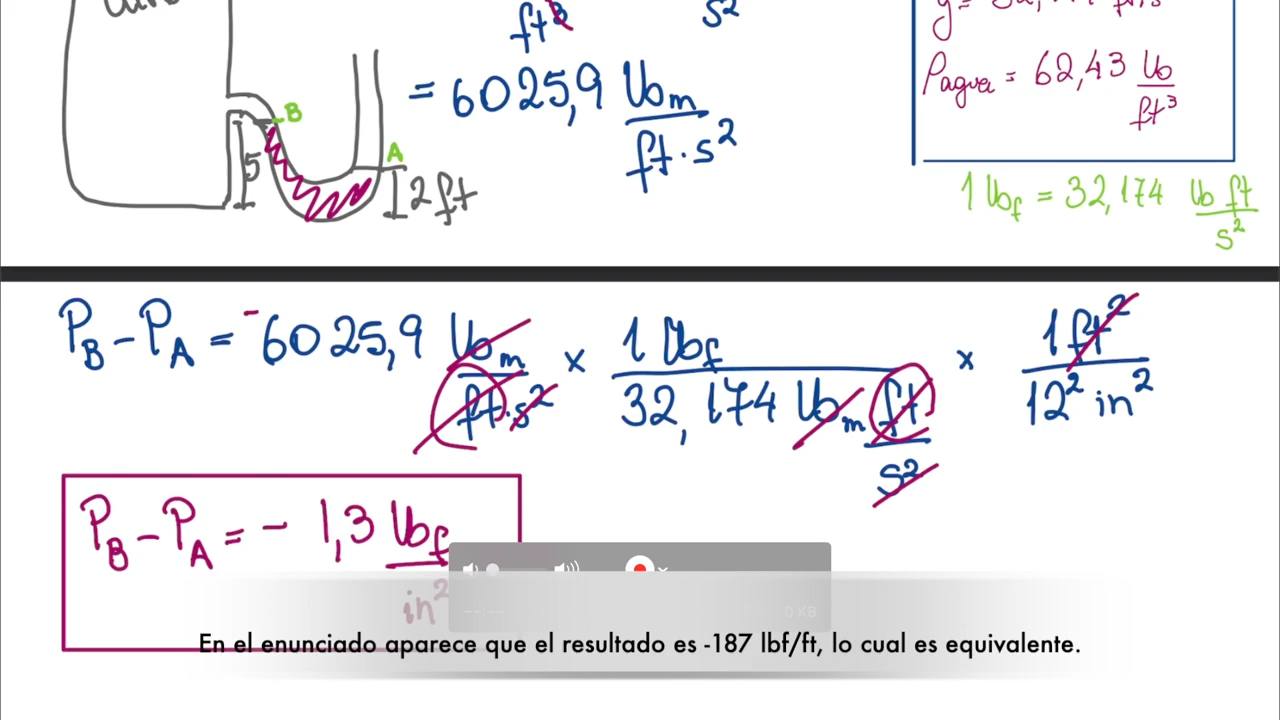 ft³
s²
= 6025,9 lbm/ft·s²
B
A
5
2 ft
ρagua = 62,43 lb/ft³
1 lbf = 32,174 lb ft/s²
PB - PA = -6025,9 lbm/ft·s² × 1 lbf/32,174 lbm ft/s² × 1 ft²/12² in²
PB - PA = - 1,3 lbf/in²
--:--
0 KB
En el enunciado aparece que el resultado es -187 lbf/ft, lo cual es equivalente.